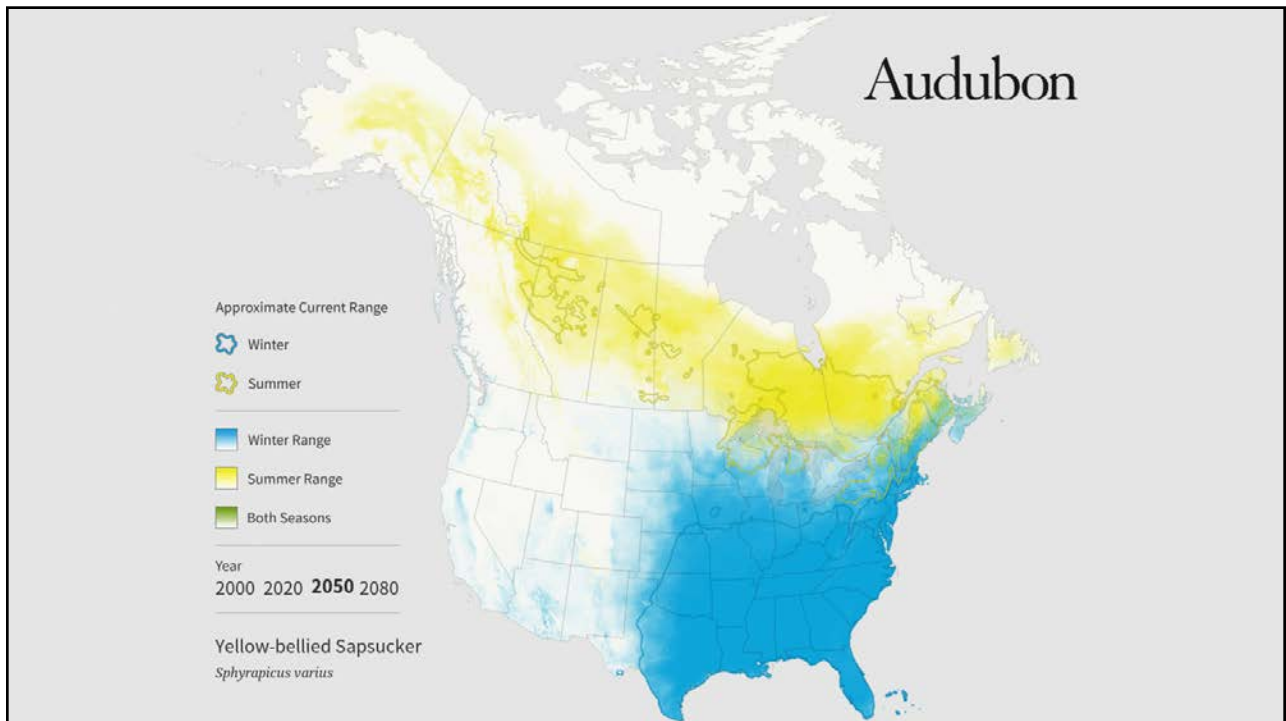 Audubon
Approximate Current Range
Winter
Summer
Winter Range
Summer Range
Both Seasons
Year
2000 2020 2050 2080
Yellow-bellied Sapsucker
Sphyrapicus varius